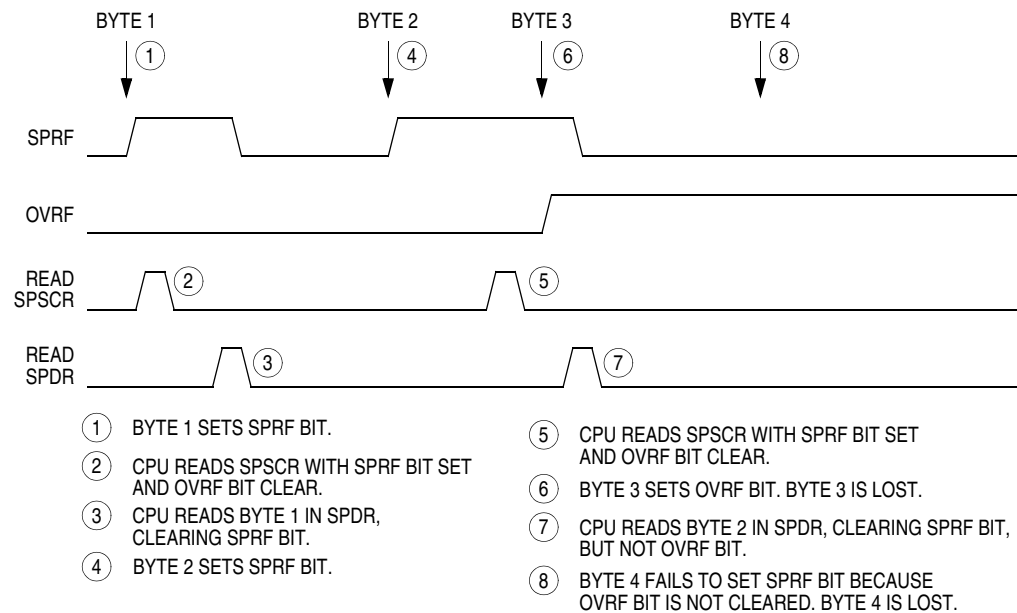 BYTE 1 BYTE 2 BYTE 3 BYTE 4
1 4 6 8
SPRF
OVRF
READ
SPSCR
2 5
READ
SPDR
3 7
1 BYTE 1 SETS SPRF BIT.
2 CPU READS SPSCR WITH SPRF BIT SET
AND OVRF BIT CLEAR.
3 CPU READS BYTE 1 IN SPDR,
CLEARING SPRF BIT.
4 BYTE 2 SETS SPRF BIT.
5 CPU READS SPSCR WITH SPRF BIT SET
AND OVRF BIT CLEAR.
6 BYTE 3 SETS OVRF BIT. BYTE 3 IS LOST.
7 CPU READS BYTE 2 IN SPDR, CLEARING SPRF BIT,
BUT NOT OVRF BIT.
8 BYTE 4 FAILS TO SET SPRF BIT BECAUSE
OVRF BIT IS NOT CLEARED. BYTE 4 IS LOST.